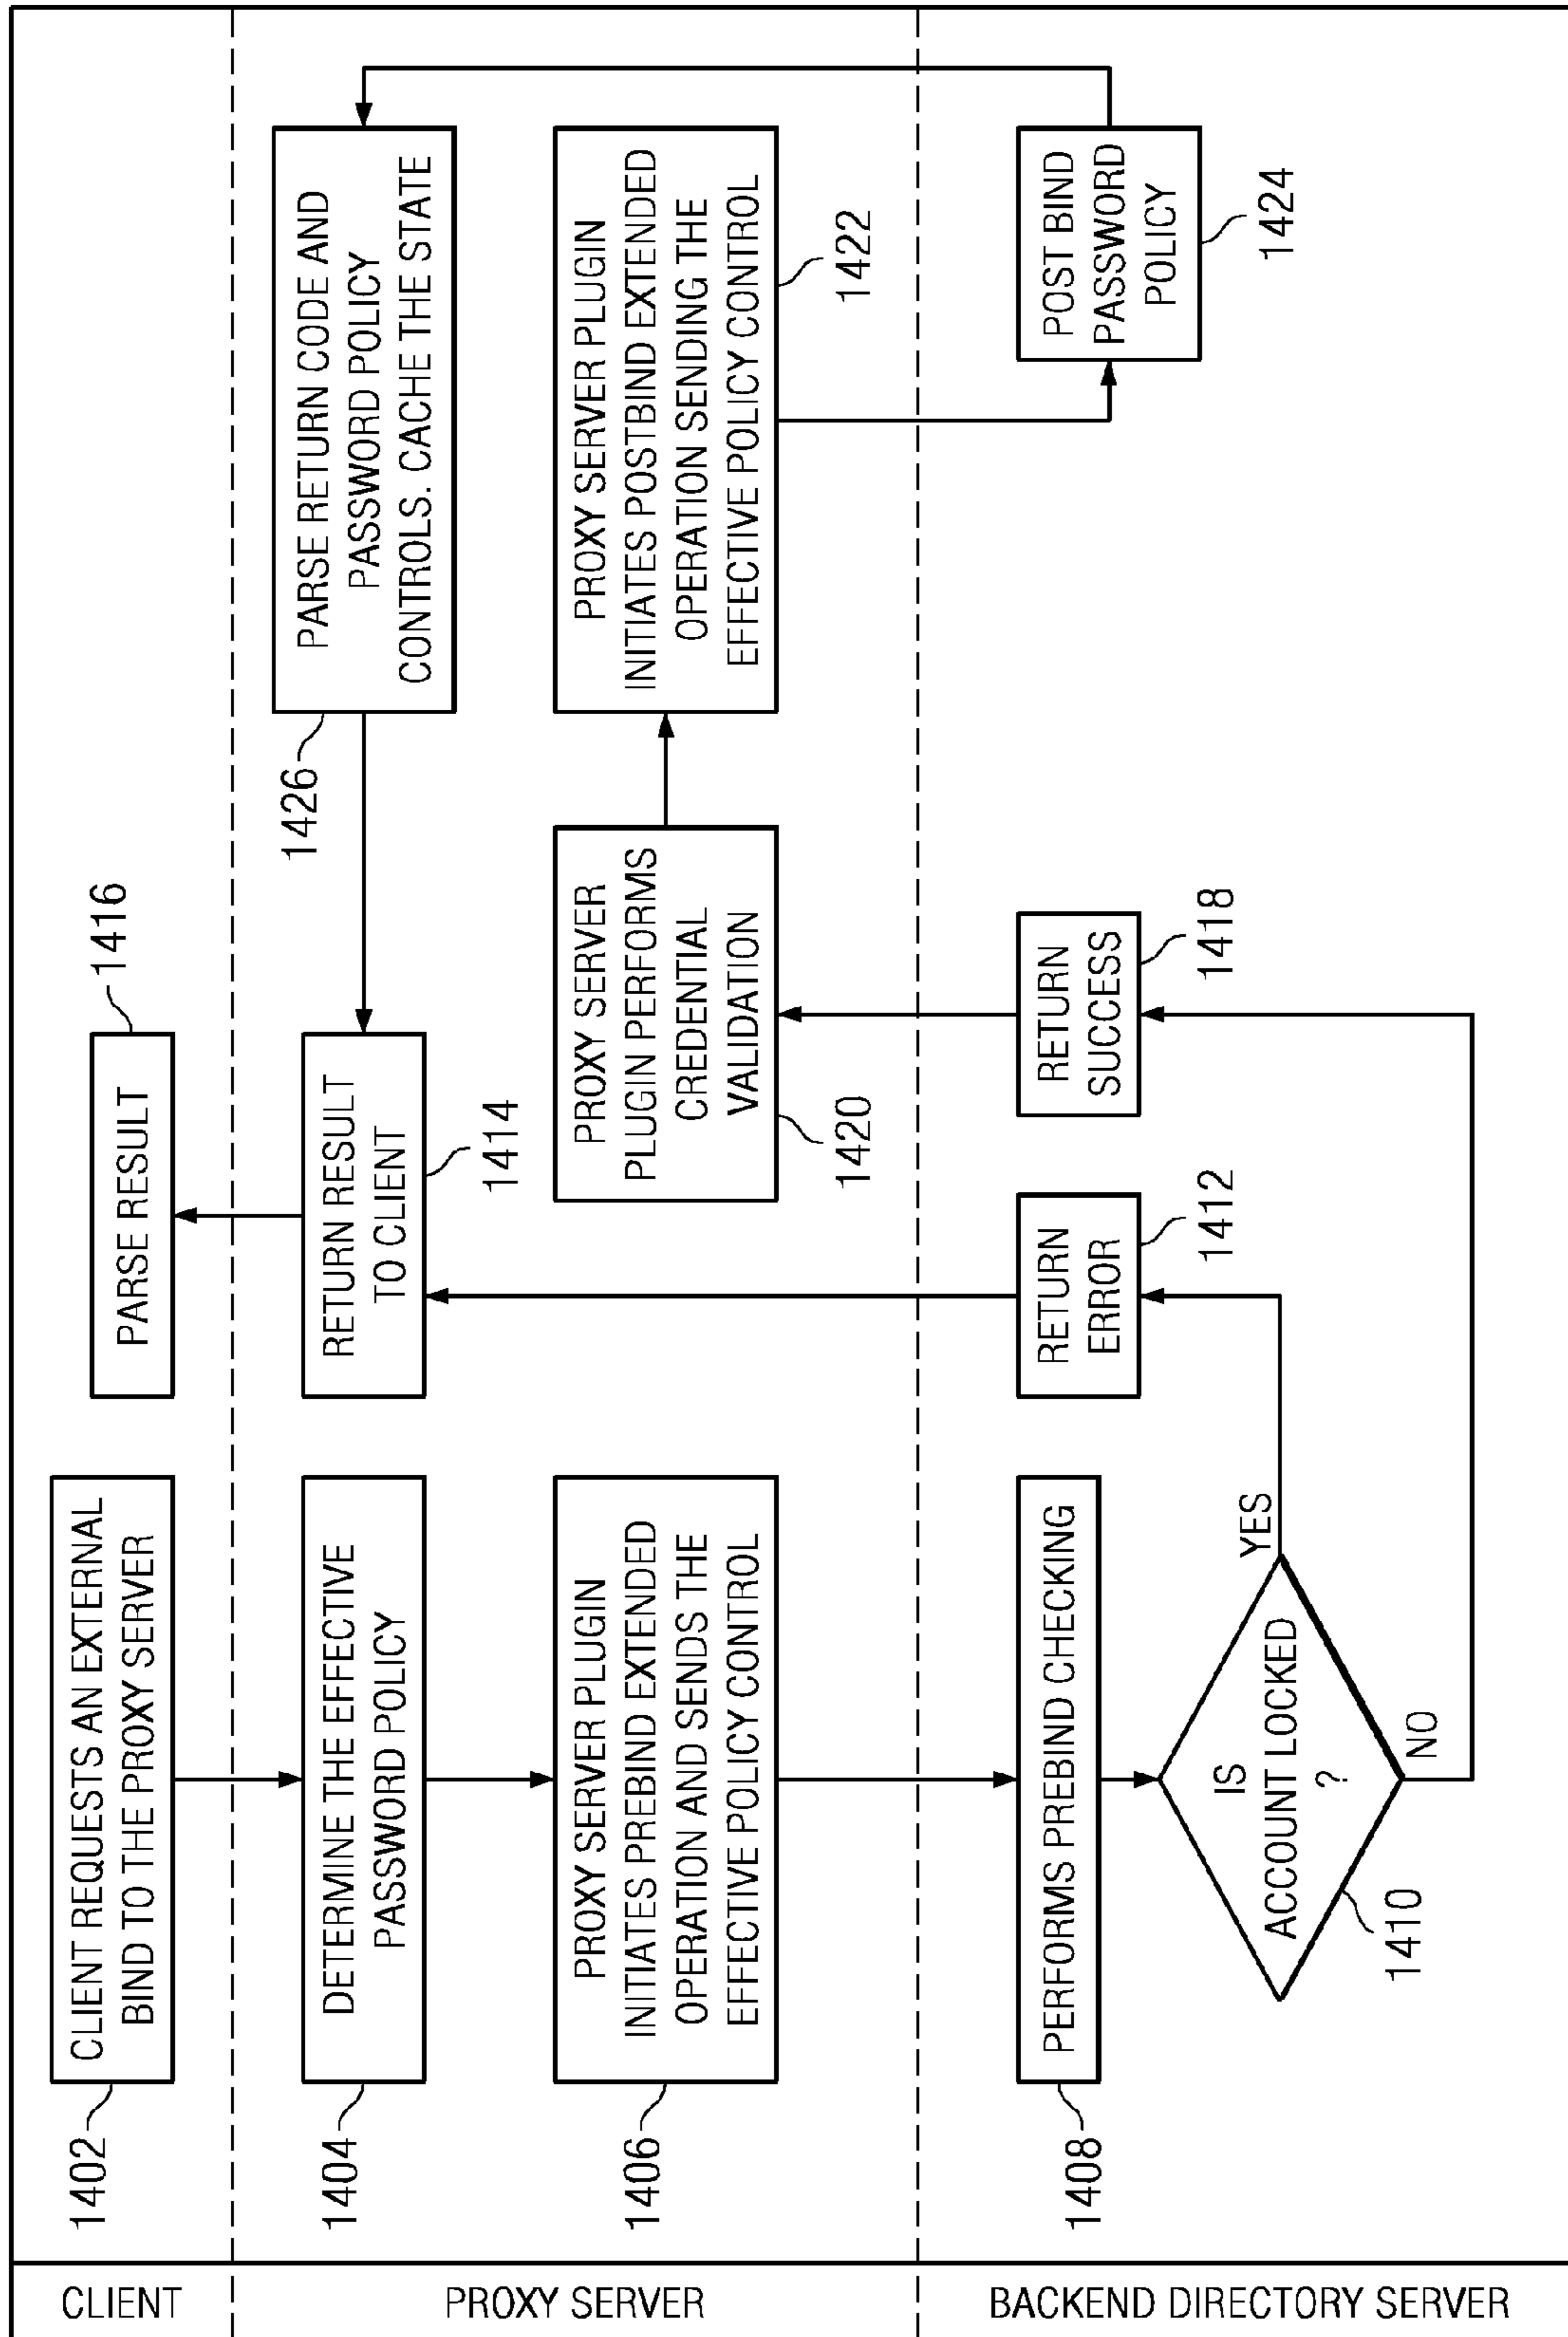 CLIENT
1402
CLIENT REQUESTS AN EXTERNAL
BIND TO THE PROXY SERVER
PARSE RESULT
1416
PROXY SERVER
1404
DETERMINE THE EFFECTIVE
PASSWORD POLICY
RETURN RESULT
TO CLIENT
1414
1426
PARSE RETURN CODE AND
PASSWORD POLICY
CONTROLS. CACHE THE STATE
1406
PROXY SERVER PLUGIN
INITIATES PREBIND EXTENDED
OPERATION AND SENDS THE
EFFECTIVE POLICY CONTROL
PROXY SERVER
PLUGIN PERFORMS
CREDENTIAL
VALIDATION
1420
PROXY SERVER PLUGIN
INITIATES POSTBIND EXTENDED
OPERATION SENDING THE
EFFECTIVE POLICY CONTROL
1422
BACKEND DIRECTORY SERVER
1408
PERFORMS PREBIND CHECKING
IS
ACCOUNT LOCKED
?
1410
YES
NO
RETURN
ERROR
1412
RETURN
SUCCESS
1418
POST BIND
PASSWORD
POLICY
1424